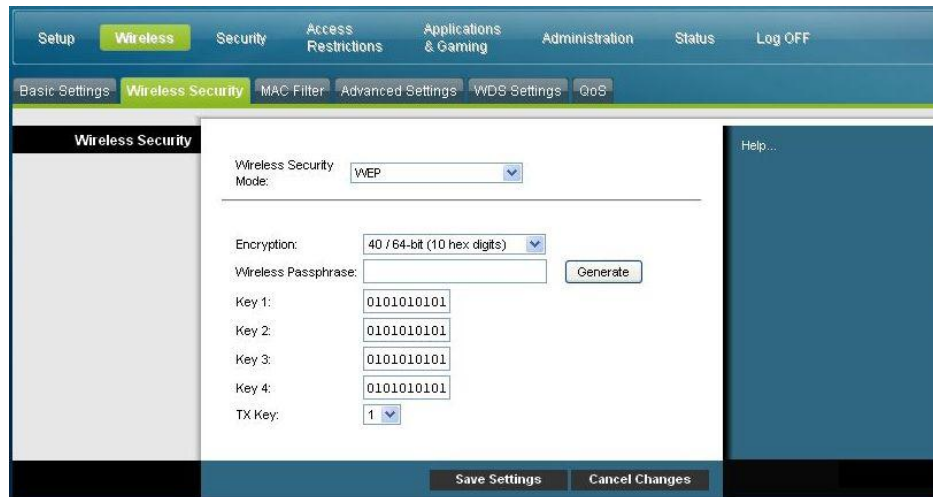 Setup Wireless Security Access Restrictions Applications & Gaming Administration Status Log OFF
Basic Settings Wireless Security MAC Filter Advanced Settings WDS Settings QoS
Wireless Security
Help...
Wireless Security Mode: WEP
Encryption: 40 / 64-bit (10 hex digits)
Wireless Passphrase: Generate
Key 1: 0101010101
Key 2: 0101010101
Key 3: 0101010101
Key 4: 0101010101
TX Key: 1
Save Settings Cancel Changes